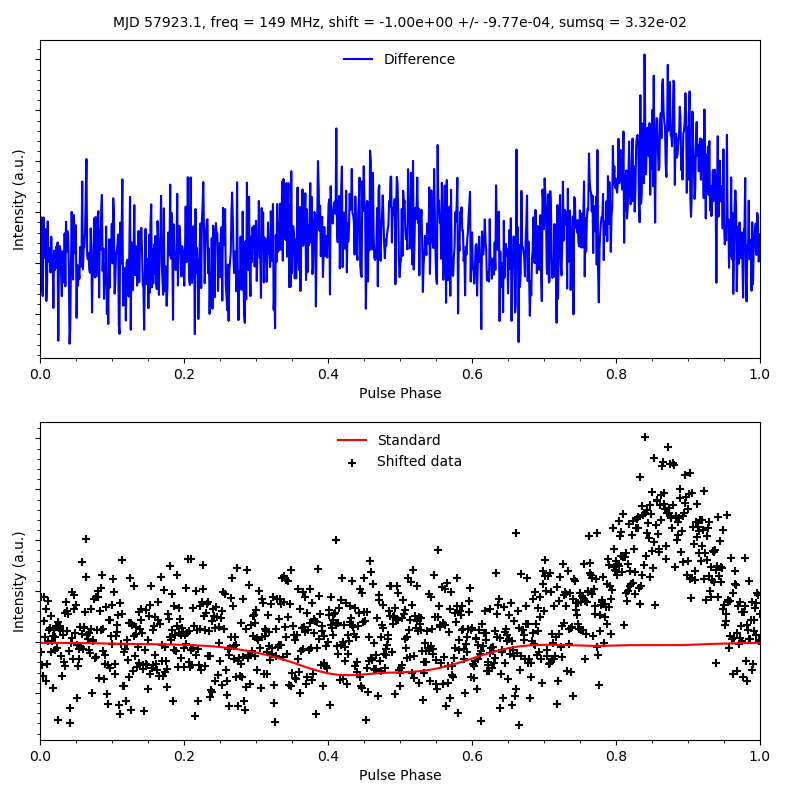 MJD 57923.1, freq = 149 MHz, shift = -1.00e+00 +/- -9.77e-04, sumsq = 3.32e-02
Difference
Intensity (a.u.)
0.0 0.2 0.4 0.6 0.8 1.0
Pulse Phase
Standard
Shifted data
Intensity (a.u.)
0.0 0.2 0.4 0.6 0.8 1.0
Pulse Phase